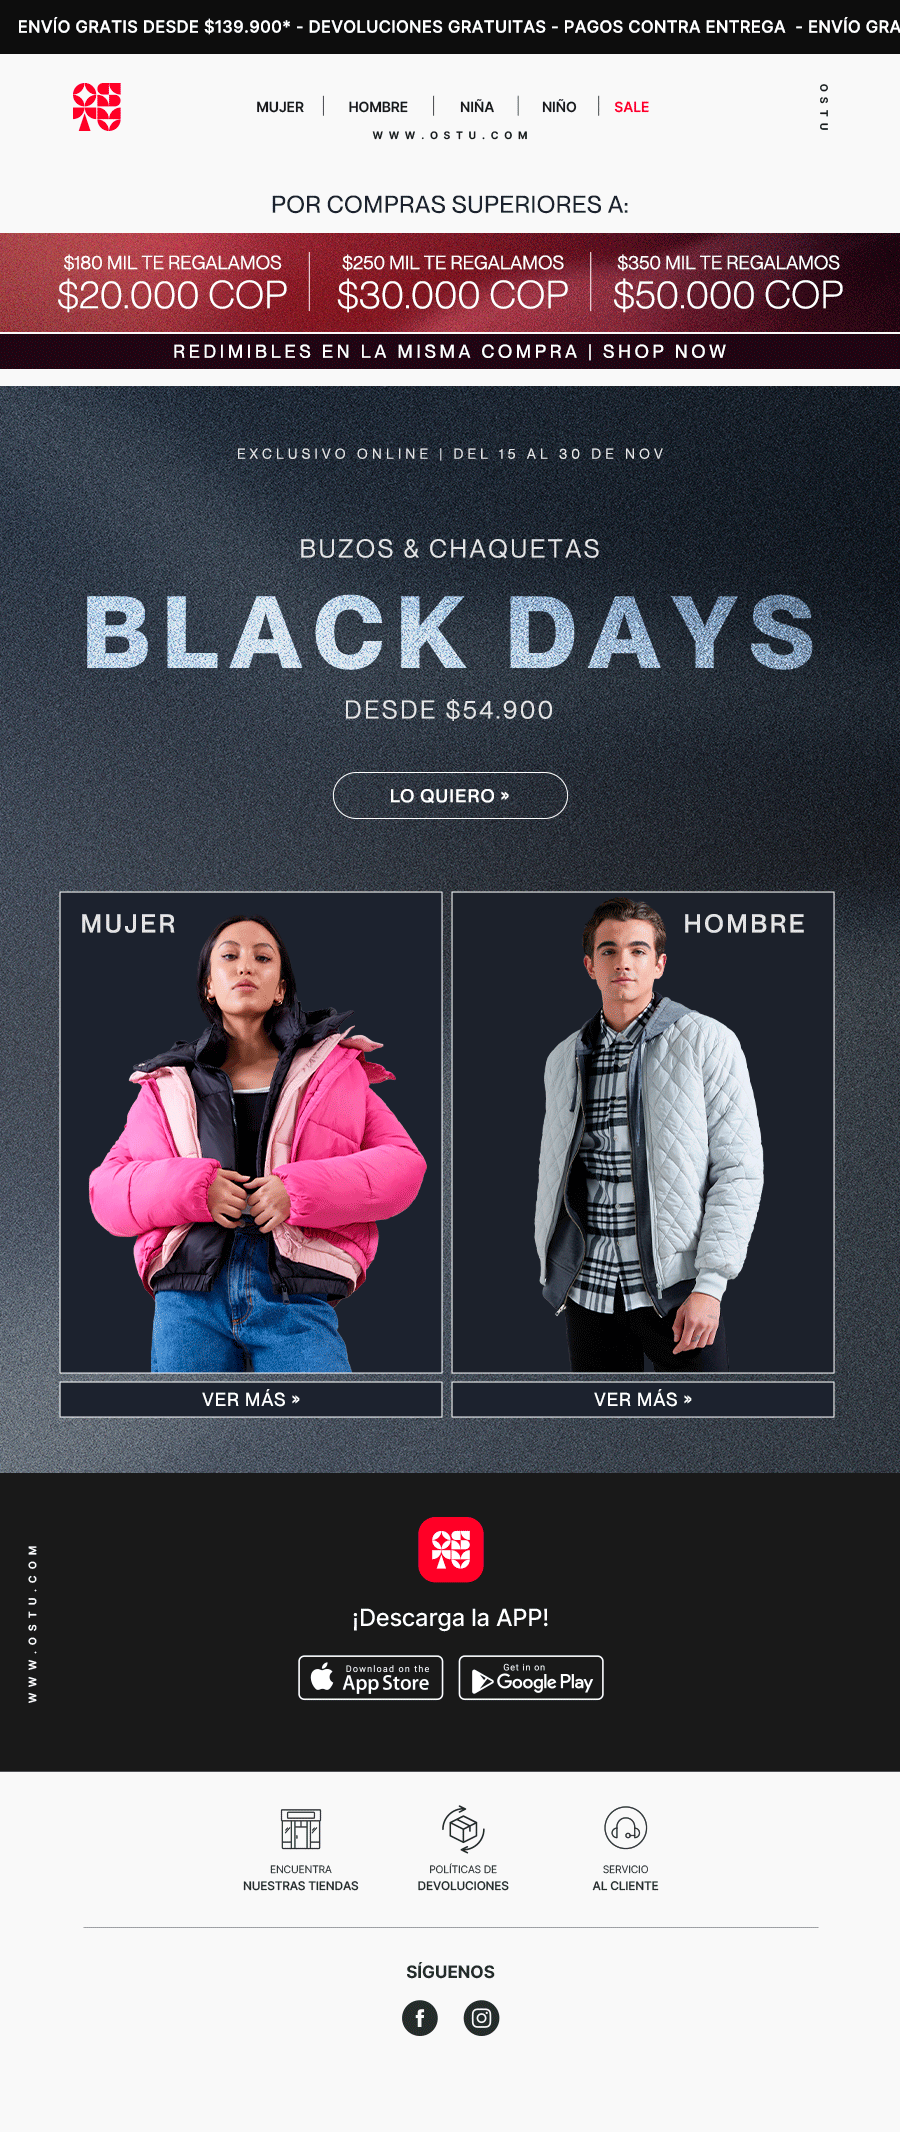 ENVÍO GRATIS DESDE $139.900* - DEVOLUCIONES GRATUITAS - PAGOS CONTRA ENTREGA - ENVÍO GRA
MUJER | HOMBRE | NIÑA | NIÑO | SALE
WWW.OSTU.COM
OSTU
POR COMPRAS SUPERIORES A:
$180 MIL TE REGALAMOS
$20.000 COP
$250 MIL TE REGALAMOS
$30.000 COP
$350 MIL TE REGALAMOS
$50.000 COP
REDIMIBLES EN LA MISMA COMPRA | SHOP NOW
EXCLUSIVO ONLINE | DEL 15 AL 30 DE NOV
BUZOS & CHAQUETAS
BLACK DAYS
DESDE $54.900
LO QUIERO »
MUJER
HOMBRE
VER MÁS »
VER MÁS »
WWW.OSTU.COM
OSTU
¡Descarga la APP!
Download on the
App Store
Get in on
Google Play
ENCUENTRA
NUESTRAS TIENDAS
POLÍTICAS DE
DEVOLUCIONES
SERVICIO
AL CLIENTE
SÍGUENOS